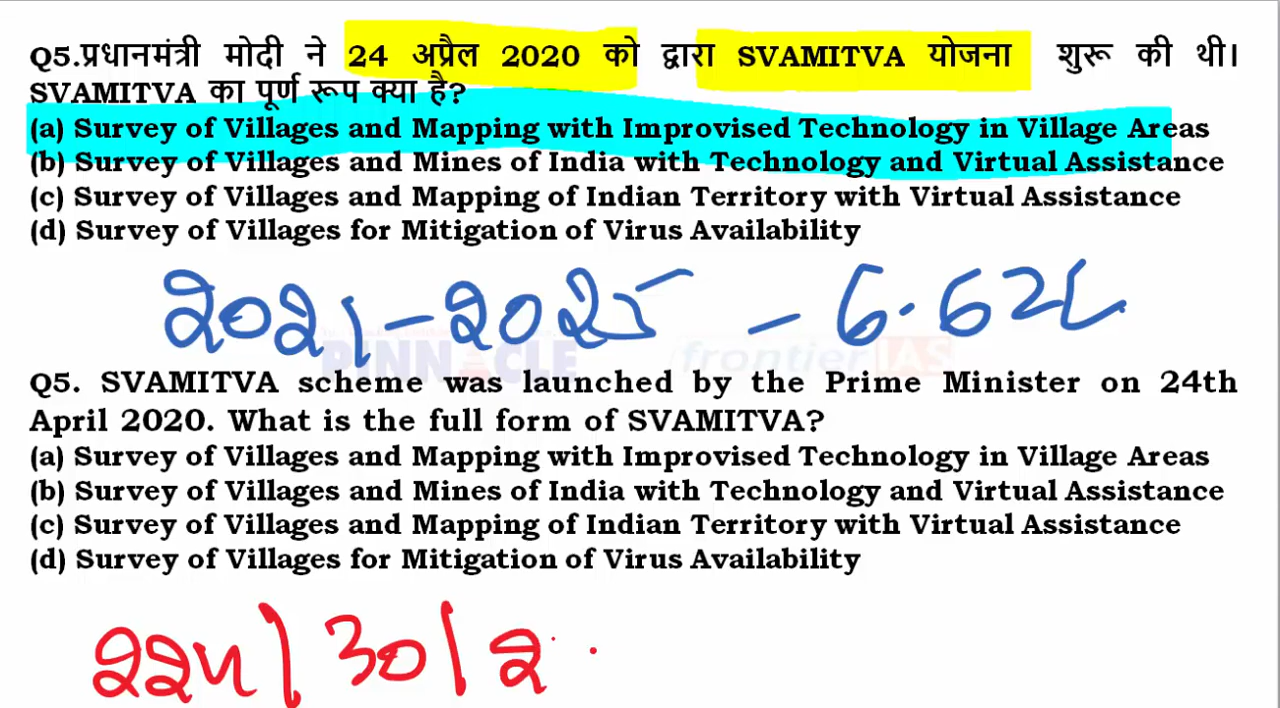 Q5.प्रधानमंत्री मोदी ने 24 अप्रैल 2020 को द्वारा SVAMITVA योजना शुरू की थी।
SVAMITVA का पूर्ण रूप क्या है?
(a) Survey of Villages and Mapping with Improvised Technology in Village Areas
(b) Survey of Villages and Mines of India with Technology and Virtual Assistance
(c) Survey of Villages and Mapping of Indian Territory with Virtual Assistance
(d) Survey of Villages for Mitigation of Virus Availability
2021-2025 - 6.62L
PINNACLE frontier IAS
Q5. SVAMITVA scheme was launched by the Prime Minister on 24th
April 2020. What is the full form of SVAMITVA?
(a) Survey of Villages and Mapping with Improvised Technology in Village Areas
(b) Survey of Villages and Mines of India with Technology and Virtual Assistance
(c) Survey of Villages and Mapping of Indian Territory with Virtual Assistance
(d) Survey of Villages for Mitigation of Virus Availability
30 | 2